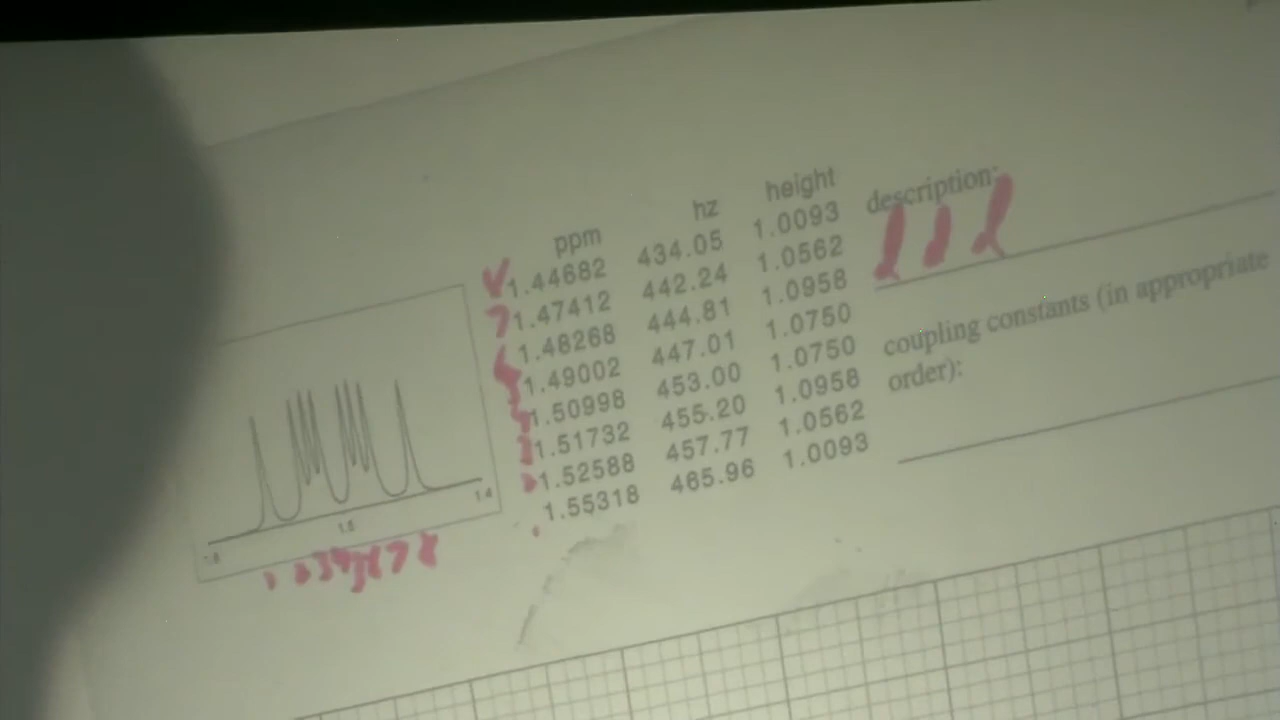 ppm hz height description:
1.44682 434.05 1.0093 ddd
1.47412 442.24 1.0562
1.48268 444.81 1.0958
1.49002 447.01 1.0750
1.50998 453.00 1.0750
1.51732 455.20 1.0958
1.52588 457.77 1.0562
1.55318 465.96 1.0093
coupling constants (in appropriate
order):
1.5 1.4